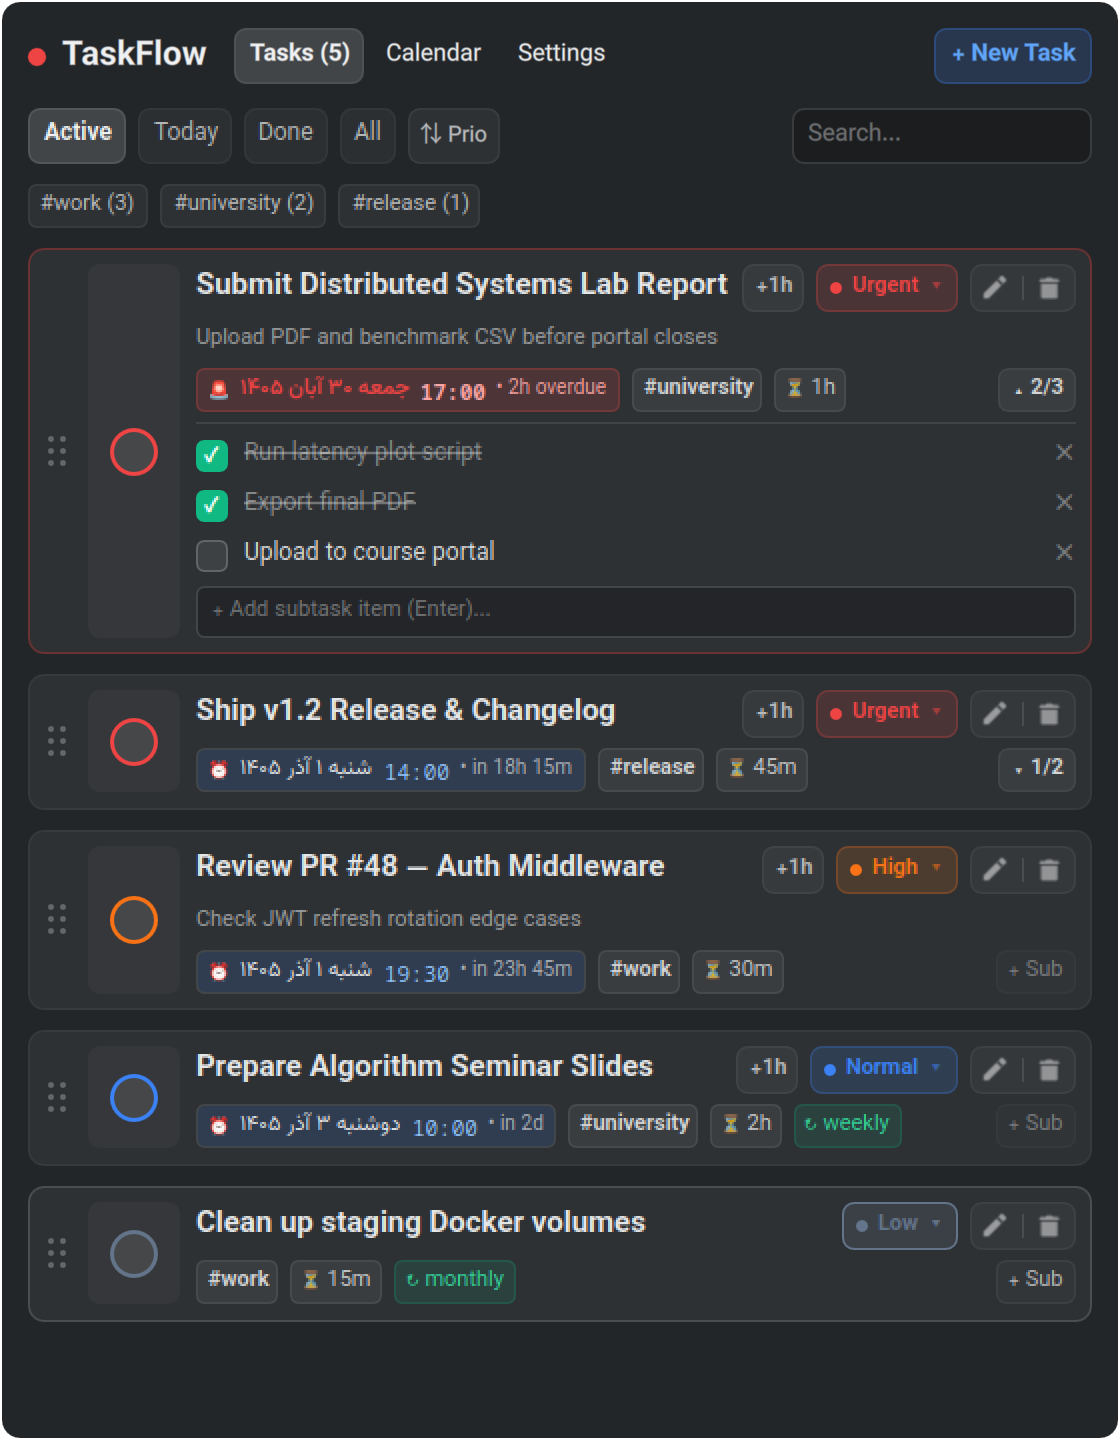 TaskFlow Tasks (5) Calendar Settings + New Task
Active Today Done All ⇅ Prio Search...
#work (3) #university (2) #release (1)
Submit Distributed Systems Lab Report +1h Urgent
Upload PDF and benchmark CSV before portal closes
جمعه ۳۰ آبان ۱۴۰۵ 17:00 • 2h overdue #university ⏳ 1h 2/3
Run latency plot script
Export final PDF
Upload to course portal
+ Add subtask item (Enter)...
Ship v1.2 Release & Changelog +1h Urgent
شنبه ۱ آذر ۱۴۰۵ 14:00 • in 18h 15m #release ⏳ 45m 1/2
Review PR #48 — Auth Middleware +1h High
Check JWT refresh rotation edge cases
شنبه ۱ آذر ۱۴۰۵ 19:30 • in 23h 45m #work ⏳ 30m + Sub
Prepare Algorithm Seminar Slides +1h Normal
دوشنبه ۳ آذر ۱۴۰۵ 10:00 • in 2d #university ⏳ 2h ↻ weekly + Sub
Clean up staging Docker volumes Low
#work ⏳ 15m ↻ monthly + Sub